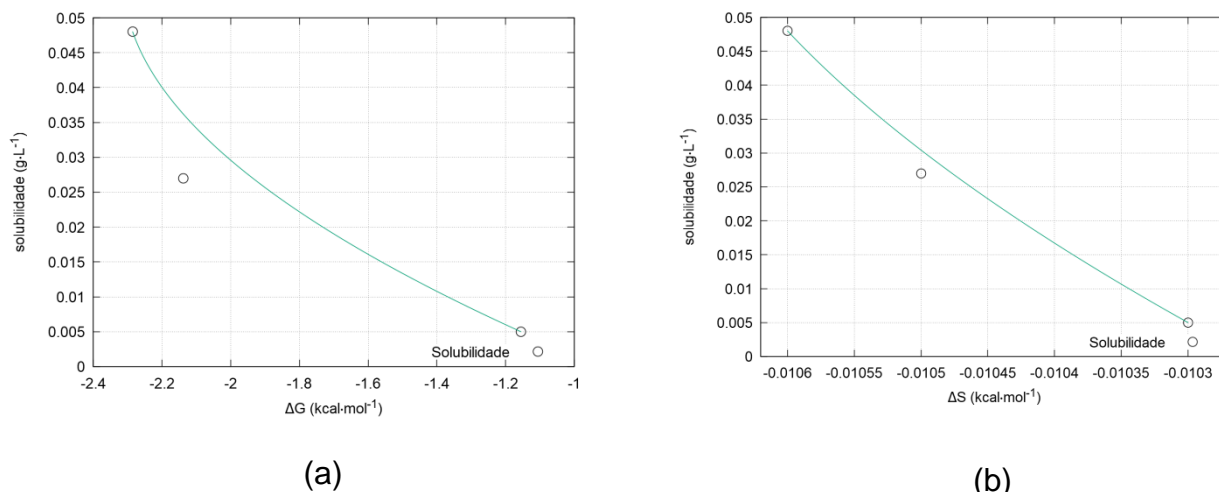 0.05
0.045
0.04
0.035
0.03
0.025
0.02
0.015
0.01
0.005
0
solubilidade (g·L⁻¹)
Solubilidade
-2.4 -2.2 -2 -1.8 -1.6 -1.4 -1.2 -1
ΔG (kcal·mol⁻¹)
(a)
0.05
0.045
0.04
0.035
0.03
0.025
0.02
0.015
0.01
0.005
0
solubilidade (g·L⁻¹)
Solubilidade
-0.0106 -0.01055 -0.0105 -0.01045 -0.0104 -0.01035 -0.0103
ΔS (kcal·mol⁻¹)
(b)